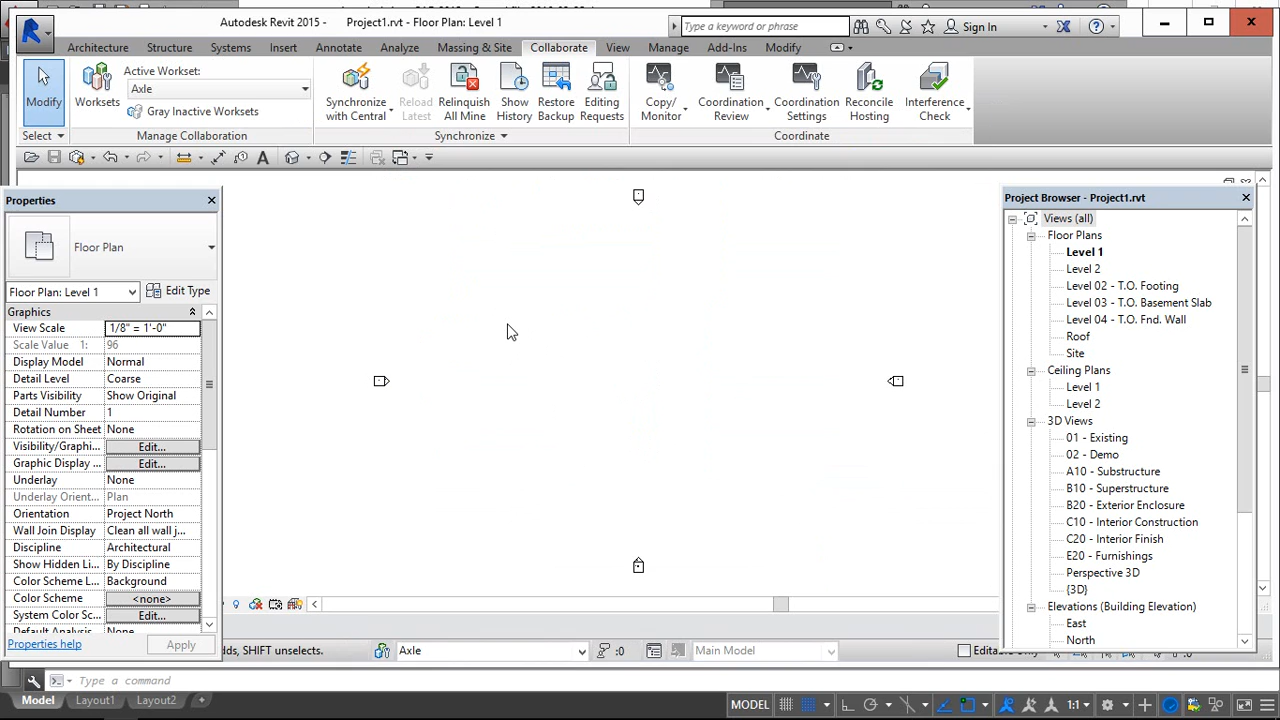 Autodesk Revit 2015 - Project1.rvt - Floor Plan: Level 1
Type a keyword or phrase
Sign In
Architecture Structure Systems Insert Annotate Analyze Massing & Site Collaborate View Manage Add-Ins Modify
Modify
Select
Worksets
Active Workset:
Axle
Gray Inactive Worksets
Manage Collaboration
Synchronize with Central
Reload Latest
Relinquish All Mine
Show History
Restore Backup
Editing Requests
Synchronize
Copy/ Monitor
Coordination Review
Coordination Settings
Reconcile Hosting
Interference Check
Coordinate
Properties
Floor Plan
Floor Plan: Level 1
Edit Type
Graphics
View Scale 1/8" = 1'-0"
Scale Value 1: 96
Display Model Normal
Detail Level Coarse
Parts Visibility Show Original
Detail Number 1
Rotation on Sheet None
Visibility/Graphi... Edit...
Graphic Display ... Edit...
Underlay None
Underlay Orient... Plan
Orientation Project North
Wall Join Display Clean all wall j...
Discipline Architectural
Show Hidden Li... By Discipline
Color Scheme L... Background
Color Scheme <none>
System Color Sc... Edit...
Default Analysis None
Properties help
Apply
Project Browser - Project1.rvt
Views (all)
Floor Plans
Level 1
Level 2
Level 02 - T.O. Footing
Level 03 - T.O. Basement Slab
Level 04 - T.O. Fnd. Wall
Roof
Site
Ceiling Plans
Level 1
Level 2
3D Views
01 - Existing
02 - Demo
A10 - Substructure
B10 - Superstructure
B20 - Exterior Enclosure
C10 - Interior Construction
C20 - Interior Finish
E20 - Furnishings
Perspective 3D
{3D}
Elevations (Building Elevation)
East
North
adds, SHIFT unselects.
Axle
:0
Main Model
Type a command
Model Layout1 Layout2 +
MODEL
1:1